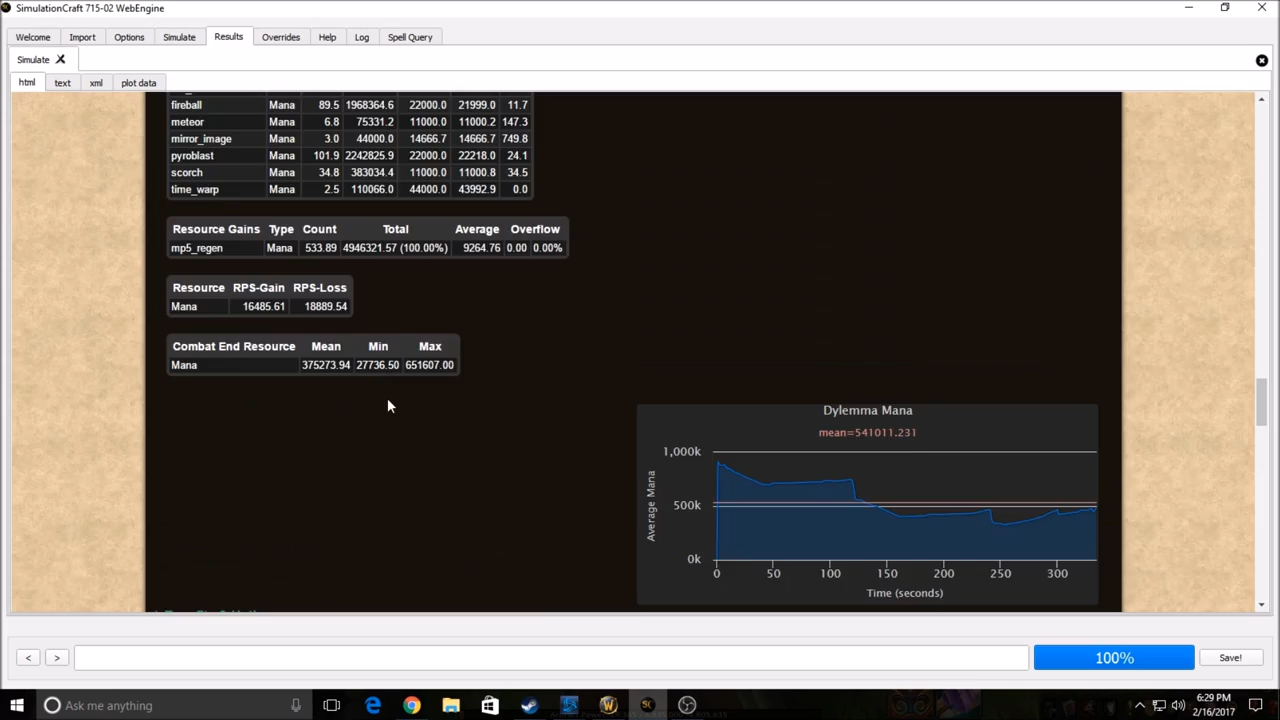 SimulationCraft 715-02 WebEngine
Welcome Import Options Simulate Results Overrides Help Log Spell Query
Simulate
html text xml plot data
fireball Mana 89.5 1968364.6 22000.0 21999.0 11.7
meteor Mana 6.8 75331.2 11000.0 11000.2 147.3
mirror_image Mana 3.0 44000.0 14666.7 14666.7 749.8
pyroblast Mana 101.9 2242825.9 22000.0 22218.0 24.1
scorch Mana 34.8 383034.4 11000.0 11000.8 34.5
time_warp Mana 2.5 110066.0 44000.0 43992.9 0.0
Resource Gains Type Count Total Average Overflow
mp5_regen Mana 533.89 4946321.57 (100.00%) 9264.76 0.00 0.00%
Resource RPS-Gain RPS-Loss
Mana 16485.61 18889.54
Combat End Resource Mean Min Max
Mana 375273.94 27736.50 651607.00
Dylemma Mana
mean=541011.231
1,000k
500k
0k
Average Mana
0 50 100 150 200 250 300
Time (seconds)
< > 100% Save!
Ask me anything
6:29 PM
2/16/2017